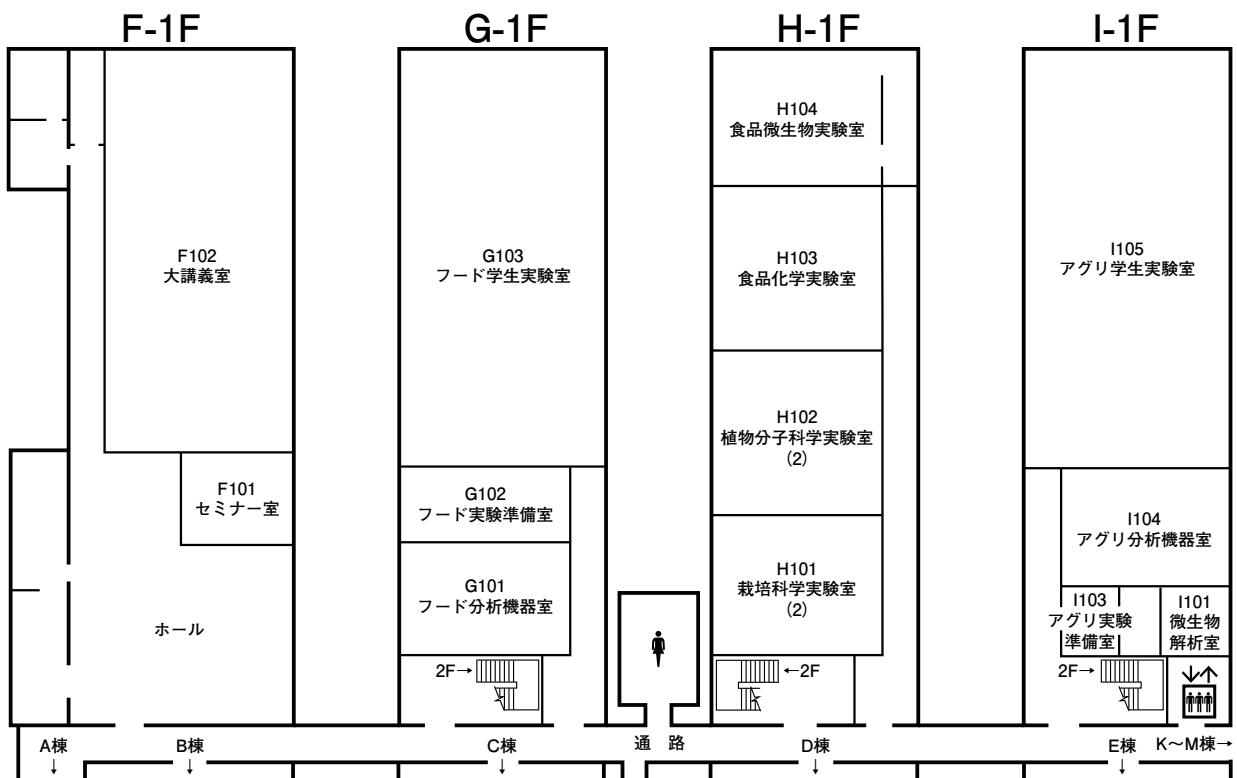 F-1F
G-1F
H-1F
I-1F
F102
大講義室
F101
セミナー室
ホール
G103
フード学生実験室
G102
フード実験準備室
G101
フード分析機器室
2F→
H104
食品微生物実験室
H103
食品化学実験室
H102
植物分子科学実験室
(2)
H101
栽培科学実験室
(2)
←2F
I105
アグリ学生実験室
I104
アグリ分析機器室
I103
アグリ実験
準備室
I101
微生物
解析室
2F→
A棟
↓
B棟
↓
C棟
↓
通 路
D棟
↓
E棟
↓
K〜M棟→